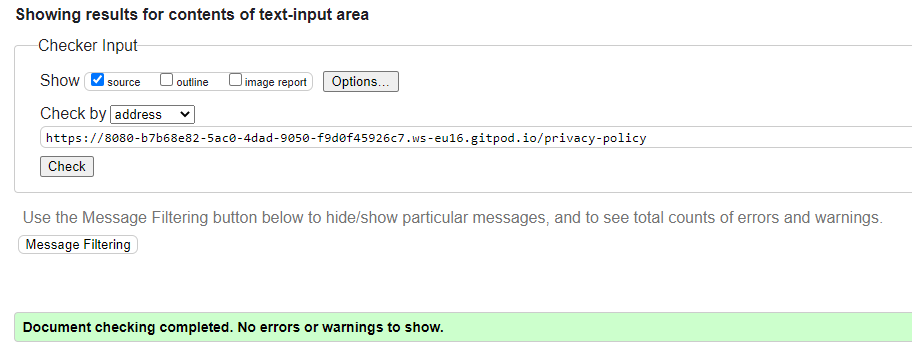 Showing results for contents of text-input area
Checker Input
Show source outline image report Options...
Check by address
https://8080-b7b68e82-5ac0-4dad-9050-f9d0f45926c7.ws-eu16.gitpod.io/privacy-policy
Check
Use the Message Filtering button below to hide/show particular messages, and to see total counts of errors and warnings.
Message Filtering
Document checking completed. No errors or warnings to show.